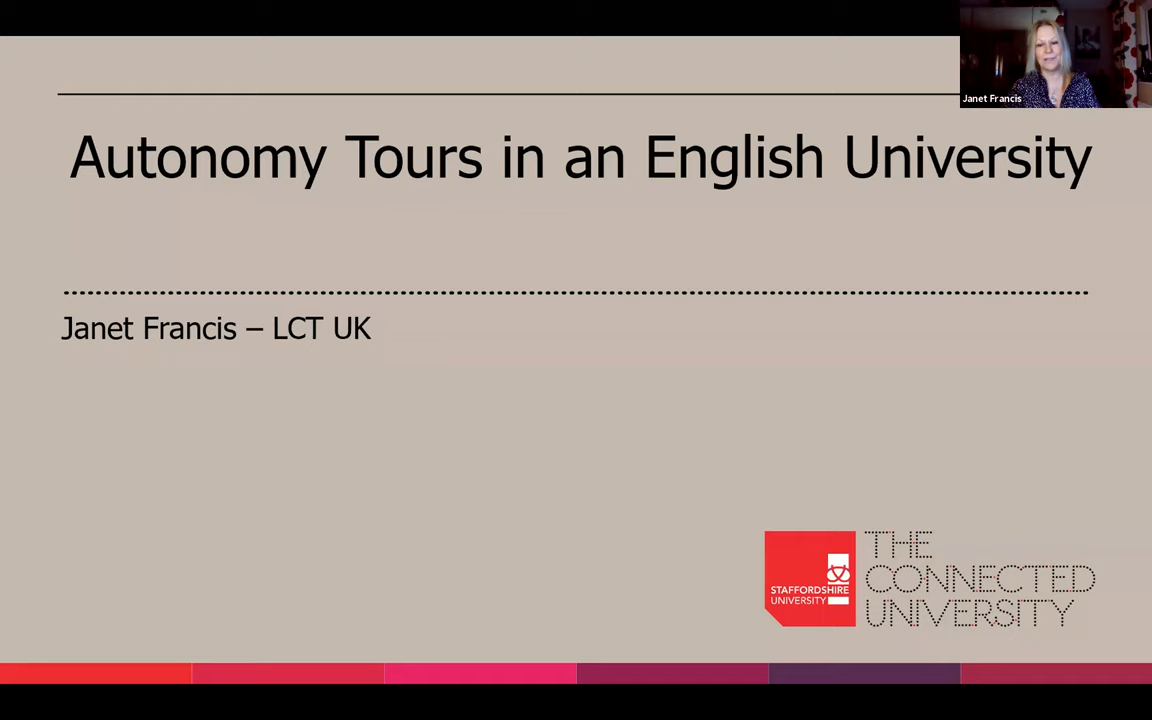 Janet Francis
Autonomy Tours in an English University
Janet Francis – LCT UK
STAFFORDSHIRE
UNIVERSITY
THE
CONNECTED
UNIVERSITY